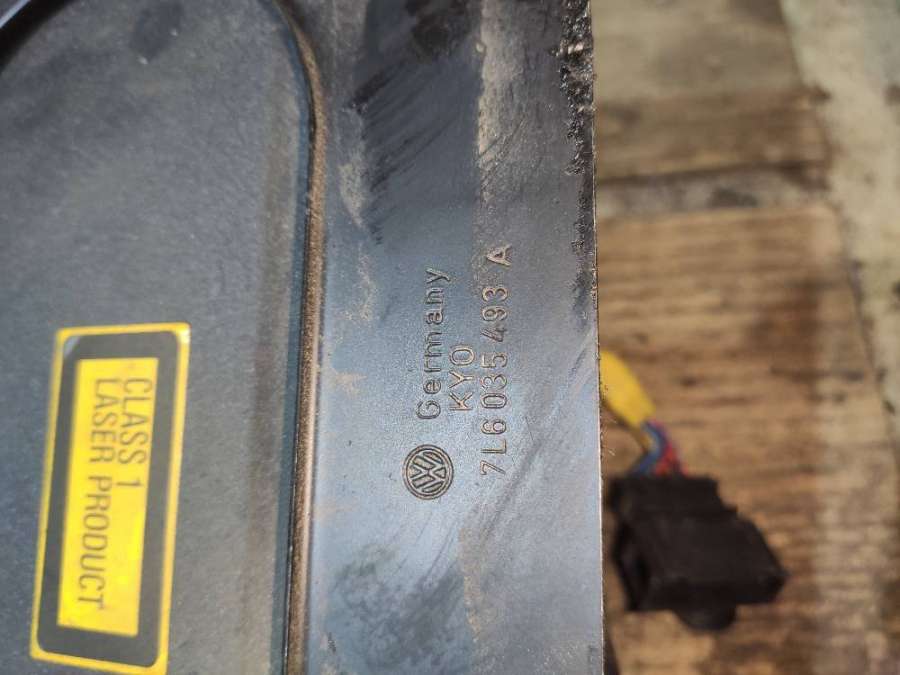 CLASS 1
LASER PRODUCT
Germany
KYO
7L6 035 493 A